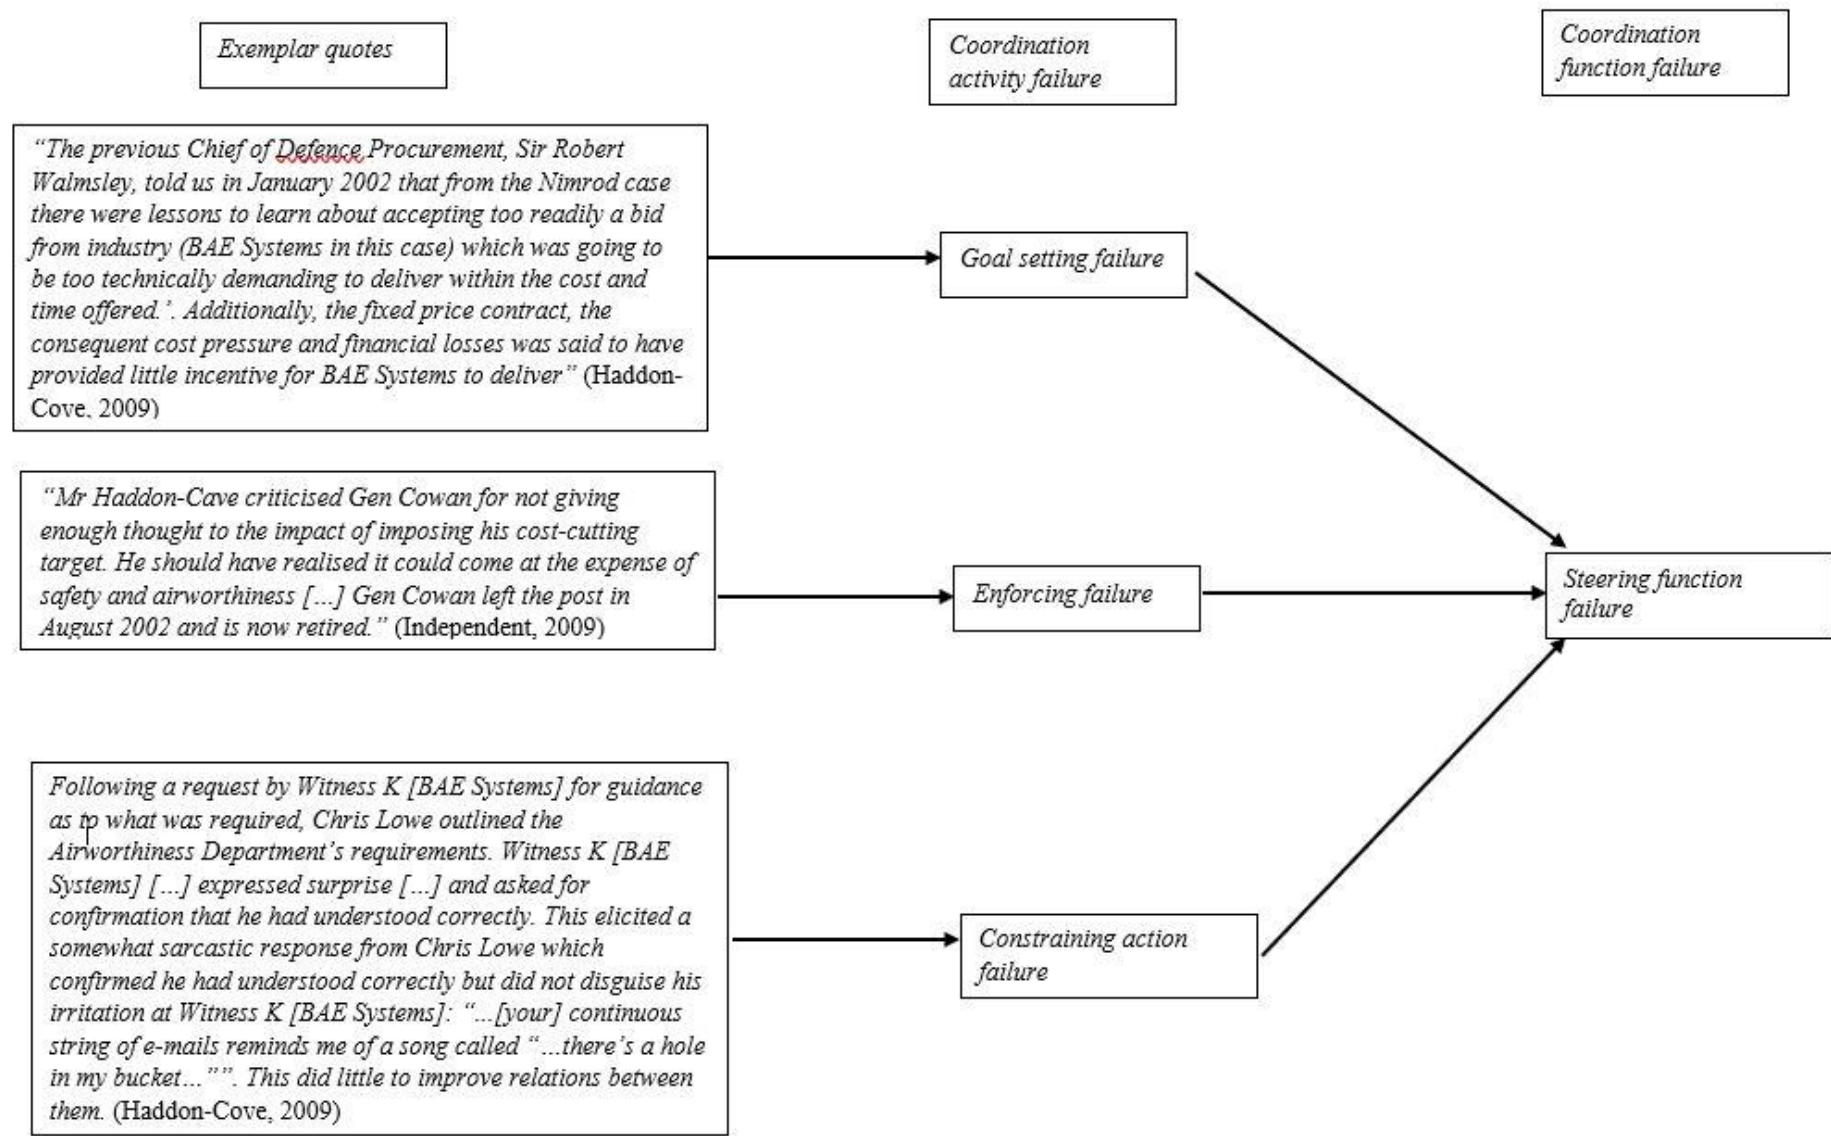 Exemplar quotes
Coordination
activity failure
Coordination
function failure
“The previous Chief of Defence Procurement, Sir Robert
Walmsley, told us in January 2002 that from the Nimrod case
there were lessons to learn about accepting too readily a bid
from industry (BAE Systems in this case) which was going to
be too technically demanding to deliver within the cost and
time offered.’. Additionally, the fixed price contract, the
consequent cost pressure and financial losses was said to have
provided little incentive for BAE Systems to deliver” (Haddon-
Cove, 2009)
Goal setting failure
“Mr Haddon-Cave criticised Gen Cowan for not giving
enough thought to the impact of imposing his cost-cutting
target. He should have realised it could come at the expense of
safety and airworthiness […] Gen Cowan left the post in
August 2002 and is now retired.” (Independent, 2009)
Enforcing failure
Steering function
failure
Following a request by Witness K [BAE Systems] for guidance
as to what was required, Chris Lowe outlined the
Airworthiness Department’s requirements. Witness K [BAE
Systems] […] expressed surprise […] and asked for
confirmation that he had understood correctly. This elicited a
somewhat sarcastic response from Chris Lowe which
confirmed he had understood correctly but did not disguise his
irritation at Witness K [BAE Systems]: “…[your] continuous
string of e-mails reminds me of a song called “…there’s a hole
in my bucket…””. This did little to improve relations between
them. (Haddon-Cove, 2009)
Constraining action
failure